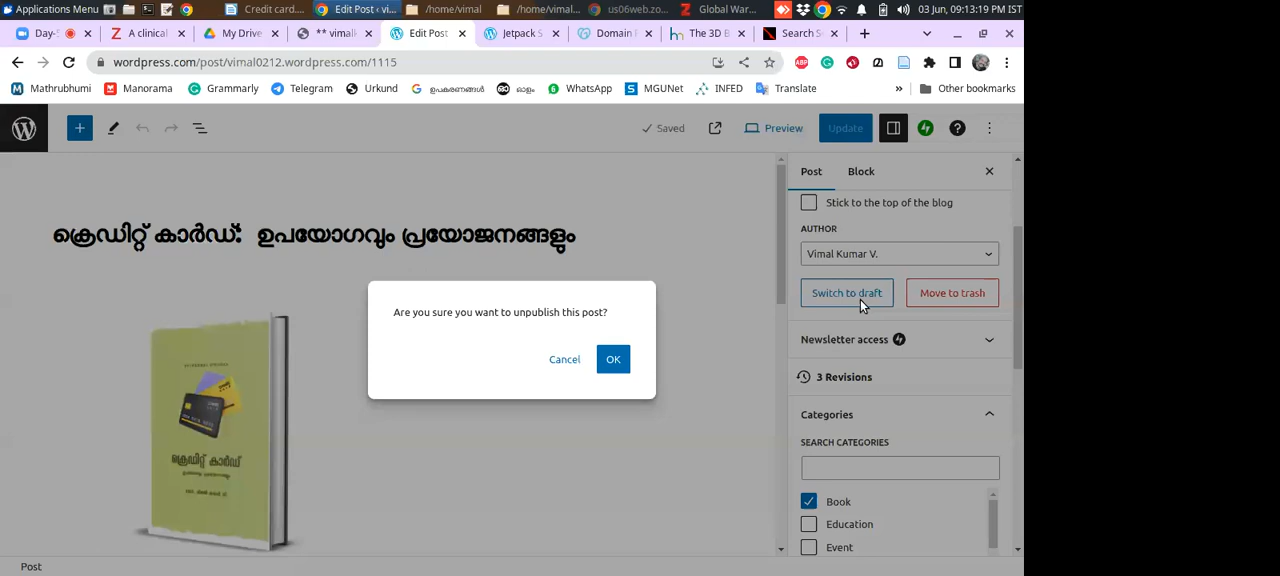 Applications Menu
Credit card....
Edit Post ‹ vi...
/home/vimal
/home/vimal...
us06web.zo...
Global War...
03 Jun, 09:13:19 PM IST
Day-
A clinical
My Drive
Edit Post
Jetpack S
Domain
The 3D B
Search S
wordpress.com/post/vimal0212.wordpress.com/1115
Mathrubhumi Manorama Grammarly Telegram Urkund ഉപകരണങ്ങൾ ഓളം WhatsApp MGUNet INFED Translate » Other bookmarks
Saved Preview Update
Post Block
Stick to the top of the blog
AUTHOR
Vimal Kumar V.
Switch to draft Move to trash
Newsletter access
3 Revisions
Categories
SEARCH CATEGORIES
Book
Education
Event
ക്രെഡിറ്റ് കാർഡ്: ഉപയോഗവും പ്രയോജനങ്ങളും
Are you sure you want to unpublish this post?
Cancel OK
ക്രെഡിറ്റ് കാർഡ്
Post